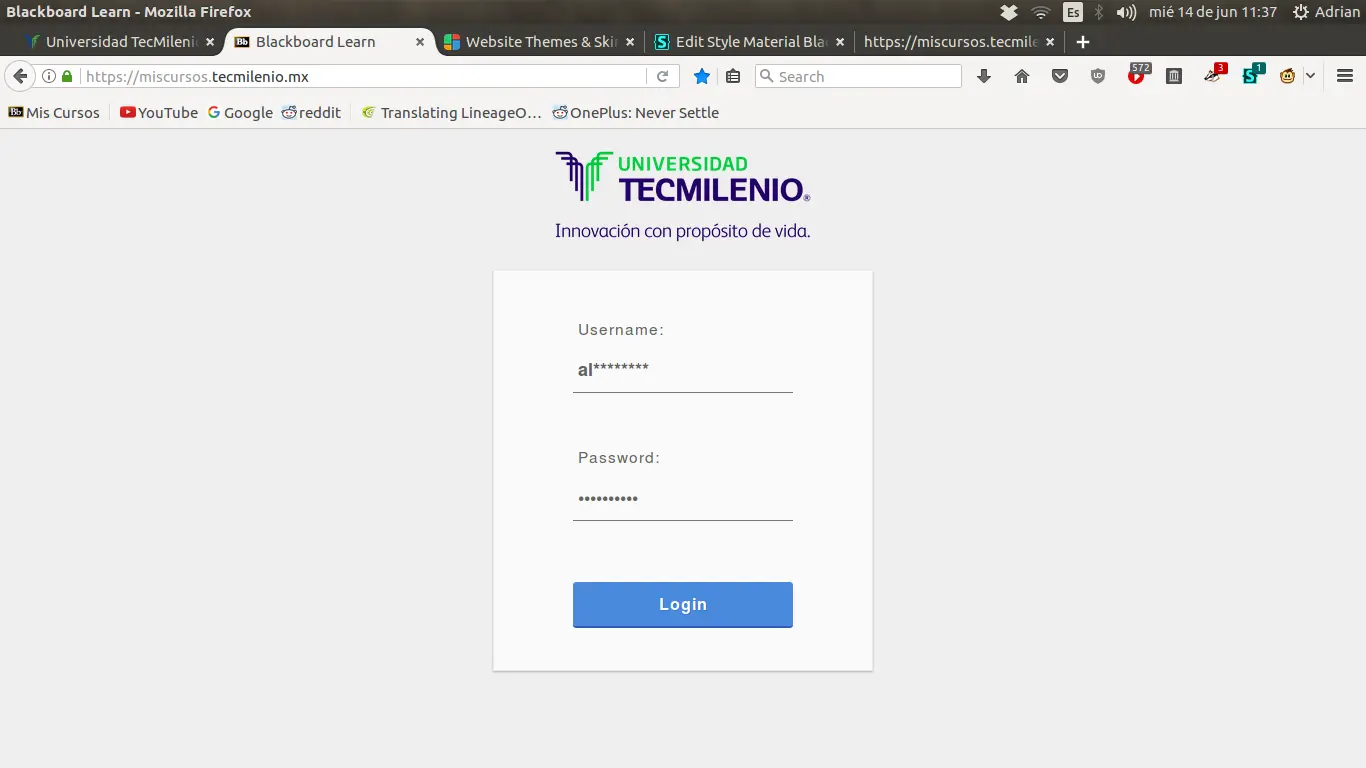 Blackboard Learn - Mozilla Firefox
Es
mié 14 de jun 11:37
Adrian
Universidad TecMileni
Blackboard Learn
Website Themes & Ski
Edit Style Material Bla
https://miscursos.tecmile
https://miscursos.tecmilenio.mx
Search
572
3
1
Bb Mis Cursos
YouTube
Google
reddit
Translating LineageO...
OnePlus: Never Settle
UNIVERSIDAD
TECMILENIO®
Innovación con propósito de vida.
Username:
al********
Password:
••••••••••
Login